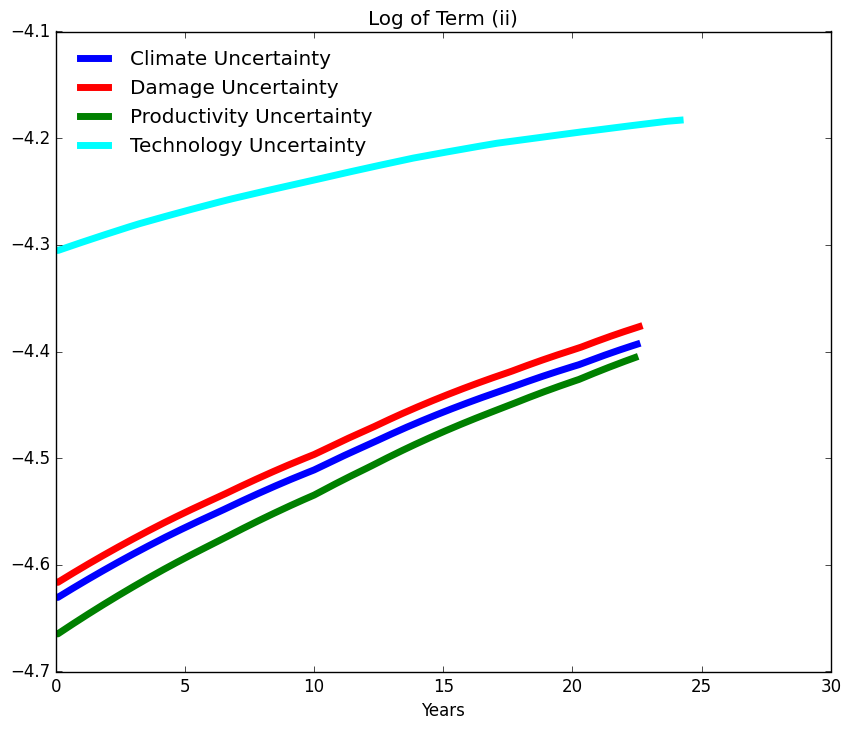 Log of Term (ii)
−4.1
−4.2
−4.3
−4.4
−4.5
−4.6
−4.7
Climate Uncertainty
Damage Uncertainty
Productivity Uncertainty
Technology Uncertainty
0 5 10 15 20 25 30
Years